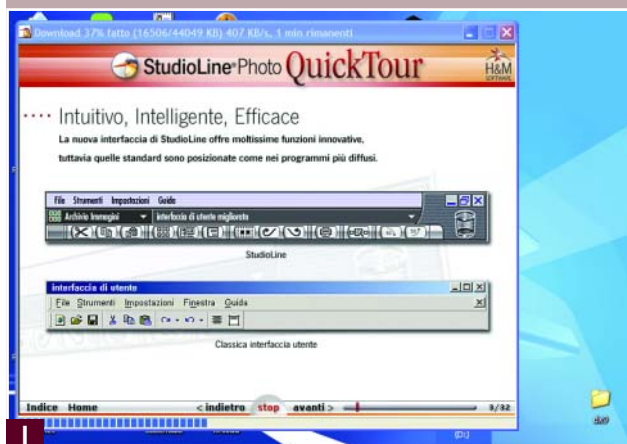 Download 37% fatto (16506/44049 KB) 407 KB/s, 1 min rimanenti
StudioLine Photo QuickTour
H&M
SOFTWARE
Intuitivo, Intelligente, Efficace
La nuova interfaccia di StudioLine offre moltissime funzioni innovative,
tuttavia quelle standard sono posizionate come nei programmi più diffusi.
File Strumenti Impostazioni Guida
Archivio Immagini interfaccia di utente migliorata
StudioLine
interfaccia di utente
File Strumenti Impostazioni Finestra Guida
Classica interfaccia utente
Indice Home < indietro stop avanti > 3/32
1
(D:)